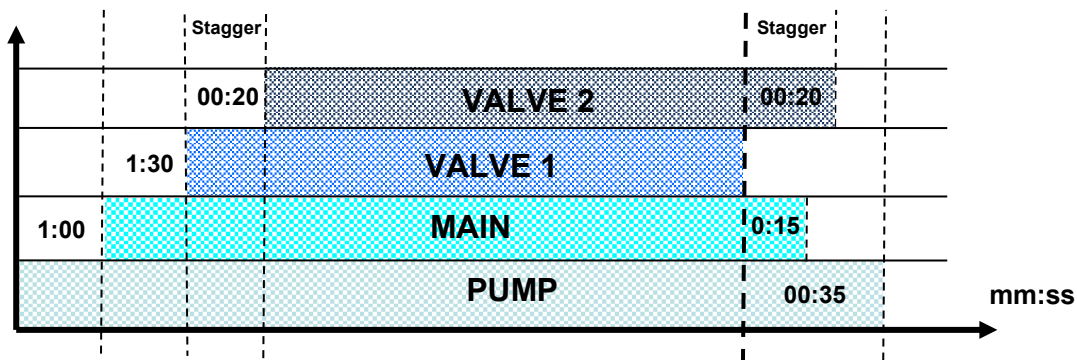 Stagger Stagger
00:20 VALVE 2 00:20
1:30 VALVE 1
1:00 MAIN 0:15
PUMP 00:35 mm:ss